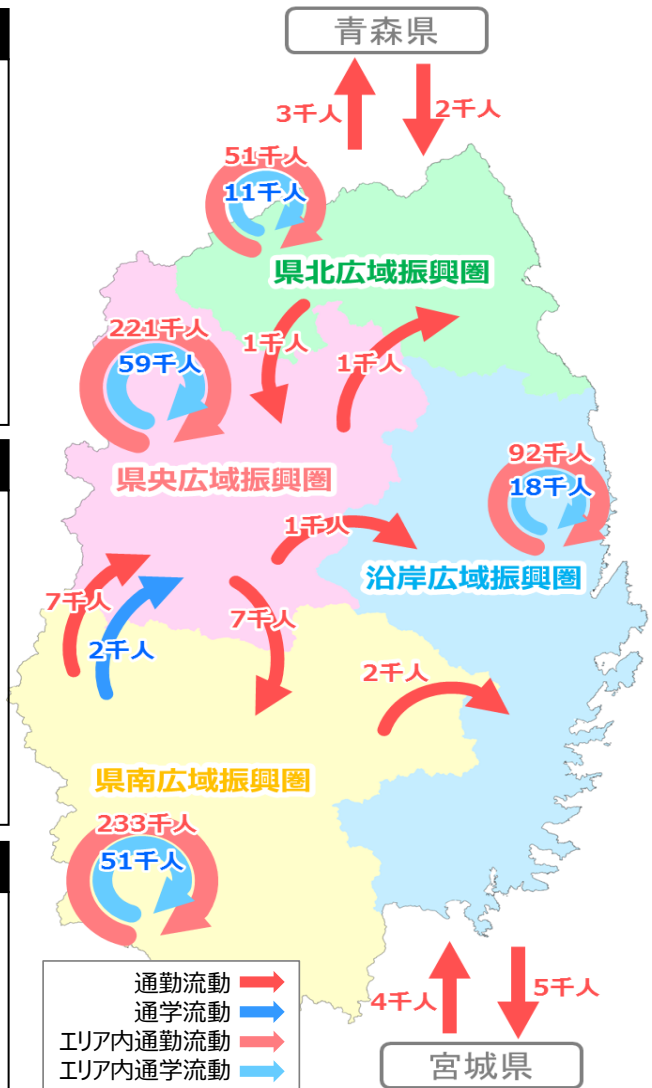 青森県
3千人
2千人
51千人
11千人
県北広域振興圏
221千人
59千人
1千人
1千人
92千人
18千人
県央広域振興圏
1千人
沿岸広域振興圏
7千人
2千人
7千人
2千人
県南広域振興圏
233千人
51千人
通勤流動
通学流動
エリア内通勤流動
エリア内通学流動
4千人
5千人
宮城県